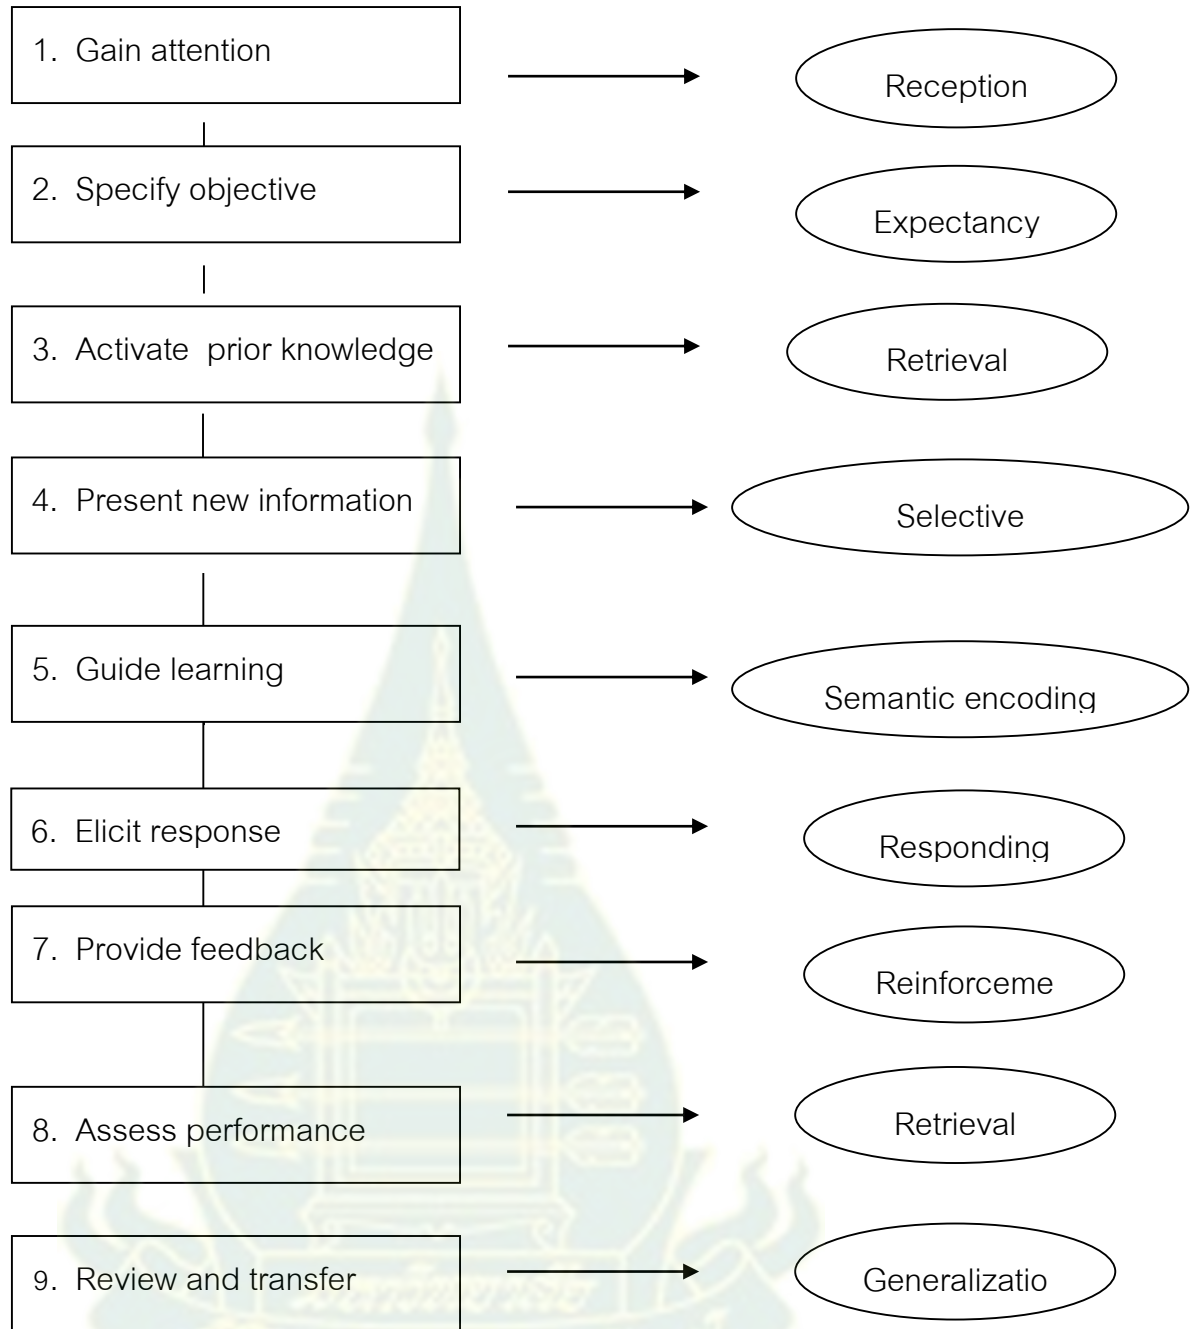 1. Gain attention
Reception
2. Specify objective
Expectancy
3. Activate prior knowledge
Retrieval
4. Present new information
Selective
5. Guide learning
Semantic encoding
6. Elicit response
Responding
7. Provide feedback
Reinforceme
8. Assess performance
Retrieval
9. Review and transfer
Generalizatio